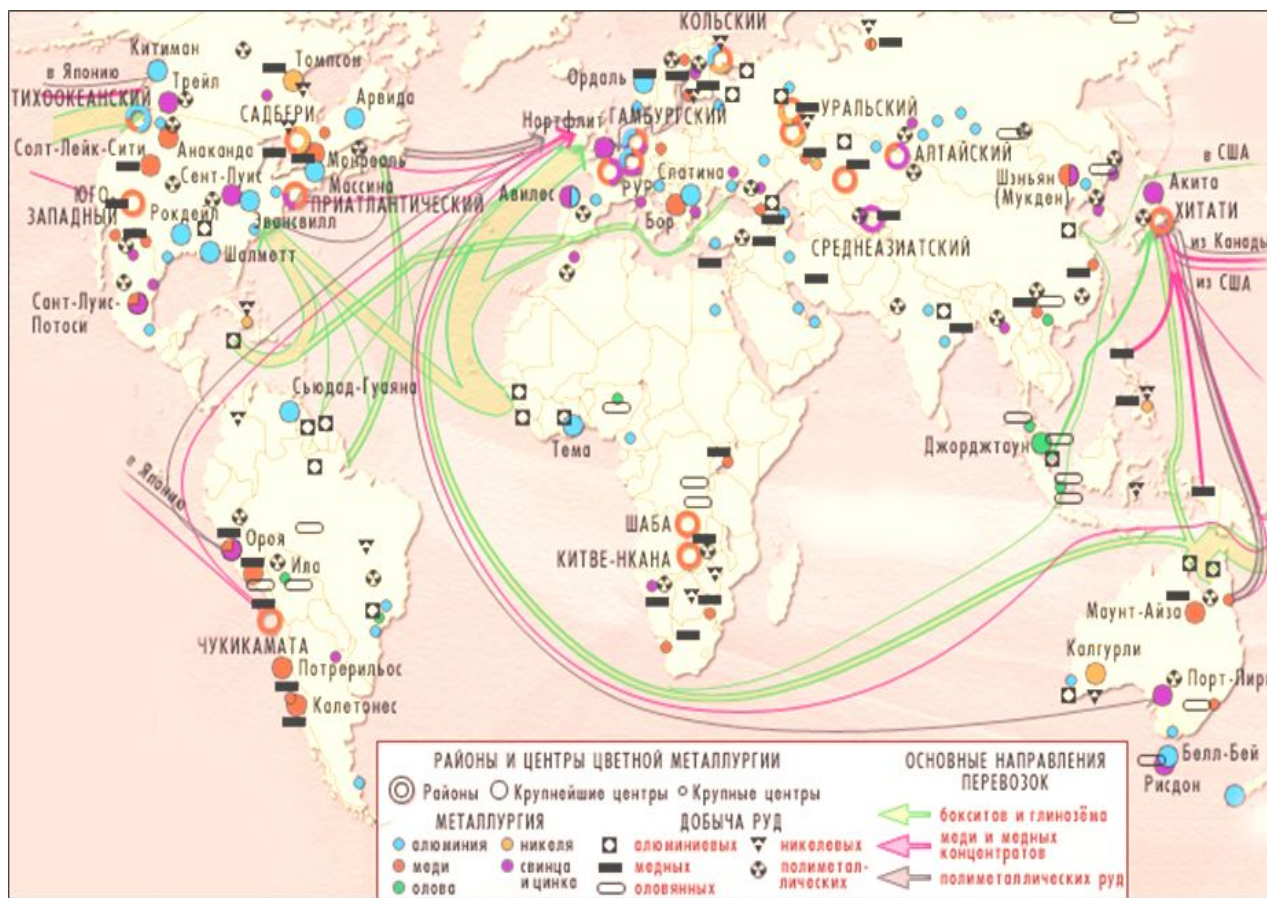 КОЛЬСКИЙ
Китиман
Томпсон
в Японию
Трейл
Ордаль
ТИХООКЕАНСКИЙ
САДБЕРИ
Арвида
Нортфлит
ГАМБУРГСКИЙ
УРАЛЬСКИЙ
Солт-Лейк-Сити
Анаконда
Монреаль
АЛТАЙСКИЙ
в США
Сент-Луис
Массина
Авилес
РУР
Слатина
Шэньян
(Мукден)
Акита
ЮГО
ЗАПАДНЫЙ
Рокдейл
ПРИАТЛАНТИЧЕСКИЙ
Эвансвилл
Бор
ХИТАТИ
Шалметт
СРЕДНЕАЗИАТСКИЙ
из Канады
из США
Сант-Луис-
Потоси
Сьюдад-Гуаяна
Тема
Джорджтаун
в Японию
ШАБА
Ороя
КИТВЕ-НКАНА
Ила
Маунт-Айза
ЧУКИКАМАТА
Потрерильос
Калгурли
Порт-Пири
Калетонес
Белл-Бей
Рисдон
РАЙОНЫ И ЦЕНТРЫ ЦВЕТНОЙ МЕТАЛЛУРГИИ
Районы Крупнейшие центры Крупные центры
МЕТАЛЛУРГИЯ
алюминия
меди
олова
никеля
свинца
и цинка
ДОБЫЧА РУД
алюминиевых
медных
оловянных
никелевых
полиметал-
лических
ОСНОВНЫЕ НАПРАВЛЕНИЯ
ПЕРЕВОЗОК
бокситов и глинозёма
меди и медных
концентратов
полиметаллических руд